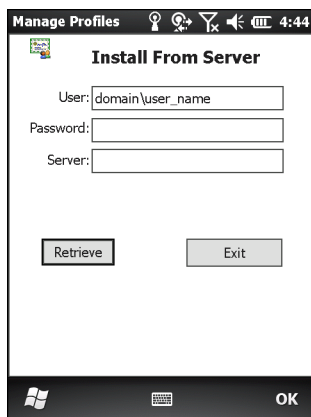 Manage Profiles 4:44
Install From Server
User: domain\user_name
Password:
Server:
Retrieve Exit
OK